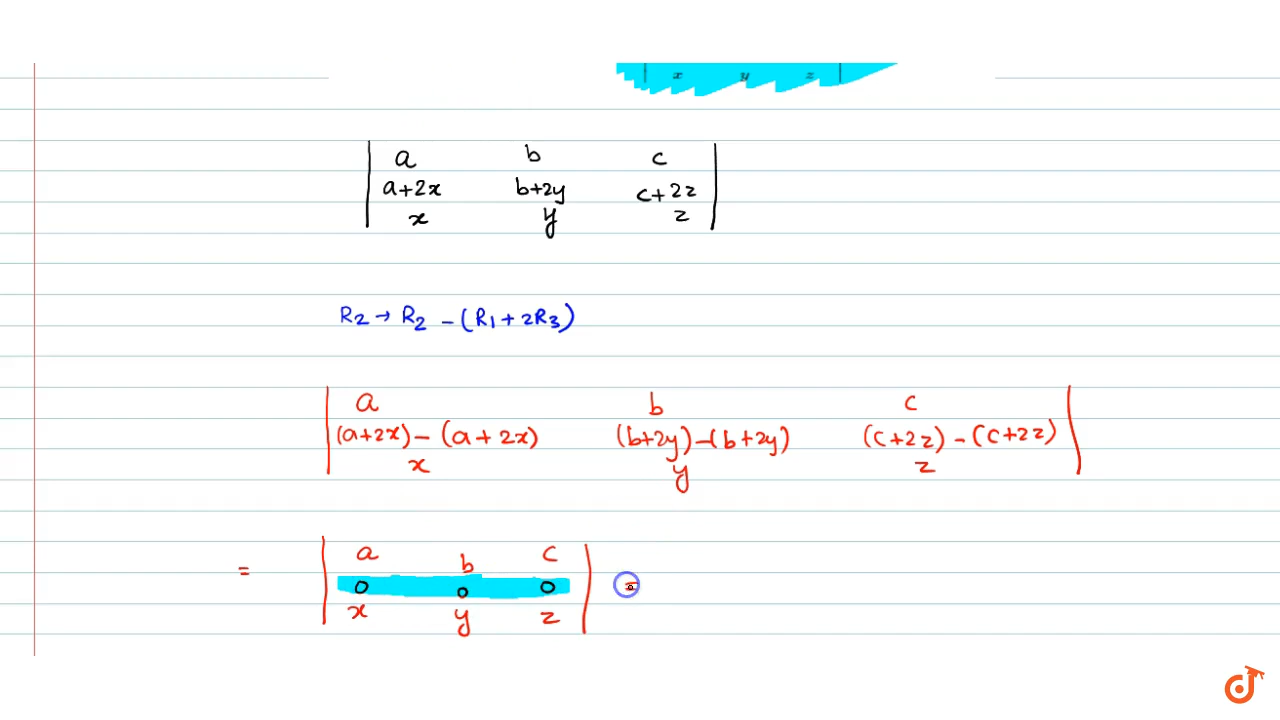 | x y z |
| a b c |
| a+2x b+2y c+2z |
| x y z |
R2 → R2 - (R1 + 2R3)
| a b c |
| (a+2x) - (a+2x) (b+2y) - (b+2y) (c+2z) - (c+2z) |
| x y z |
| a b c |
= | 0 0 0 | =
| x y z |